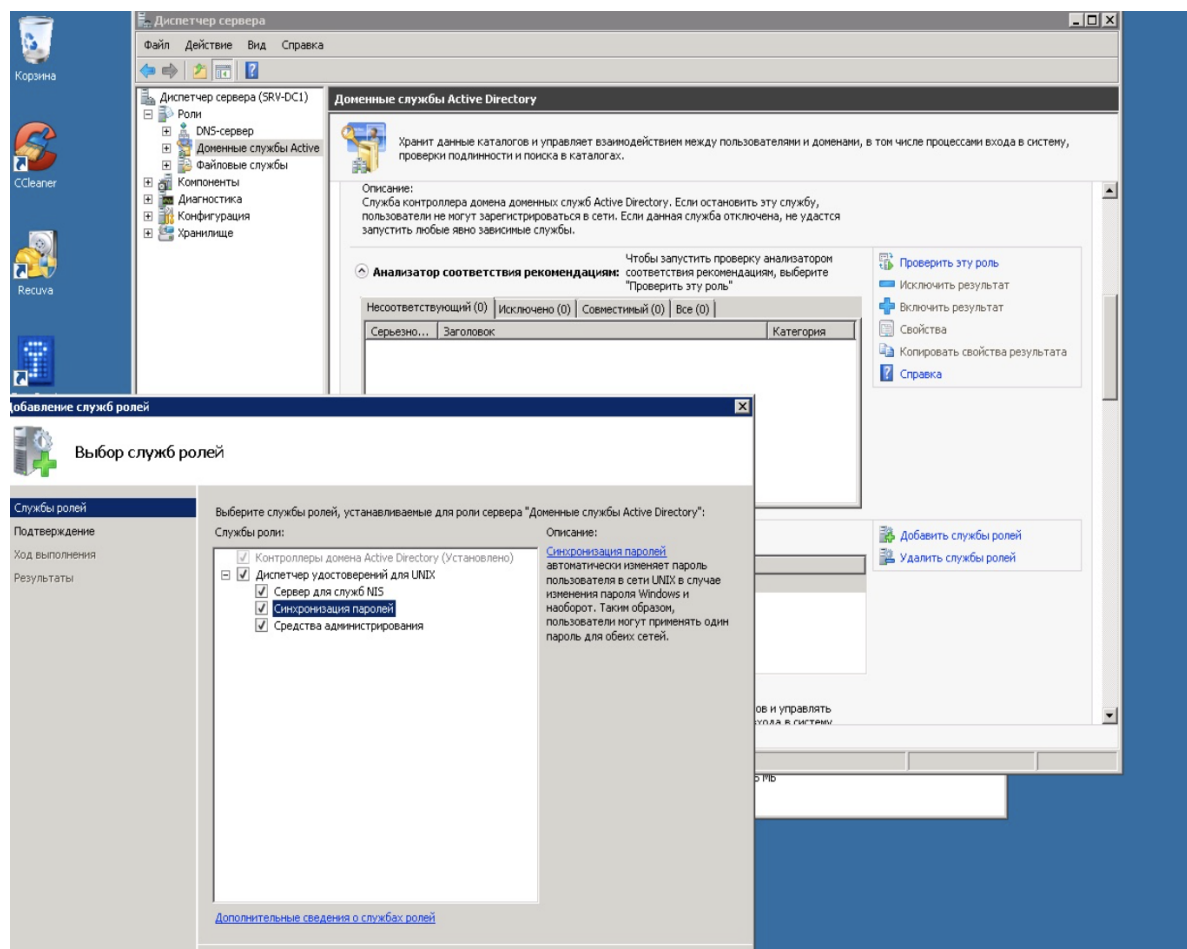 Корзина
CCleaner
Recuva
Диспетчер сервера
Файл Действие Вид Справка
Диспетчер сервера (SRV-DC1)
Роли
DNS-сервер
Доменные службы Active
Файловые службы
Компоненты
Диагностика
Конфигурация
Хранилище
Доменные службы Active Directory
Хранит данные каталогов и управляет взаимодействием между пользователями и доменами, в том числе процессами входа в систему,
проверки подлинности и поиска в каталогах.
Описание:
Служба контроллера домена доменных служб Active Directory. Если остановить эту службу,
пользователи не могут зарегистрироваться в сети. Если данная служба отключена, не удастся
запустить любые явно зависимые службы.
Анализатор соответствия рекомендациям:
Чтобы запустить проверку анализатором
соответствия рекомендациям, выберите
"Проверить эту роль"
Несоответствующий (0) Исключено (0) Совместимый (0) Все (0)
Серьезно... Заголовок Категория
Проверить эту роль
Исключить результат
Включить результат
Свойства
Копировать свойства результата
Справка
Добавить службы ролей
Удалить службы ролей
ов и управлять
хода в систему
МБ
Добавление служб ролей
Выбор служб ролей
Службы ролей
Подтверждение
Ход выполнения
Результаты
Выберите службы ролей, устанавливаемые для роли сервера "Доменные службы Active Directory":
Службы роли:
Контроллеры домена Active Directory (Установлено)
Диспетчер удостоверений для UNIX
Сервер для служб NIS
Синхронизация паролей
Средства администрирования
Описание:
Синхронизация паролей
автоматически изменяет пароль
пользователя в сети UNIX в случае
изменения пароля Windows и
наоборот. Таким образом,
пользователи могут применять один
пароль для обеих сетей.
Дополнительные сведения о службах ролей